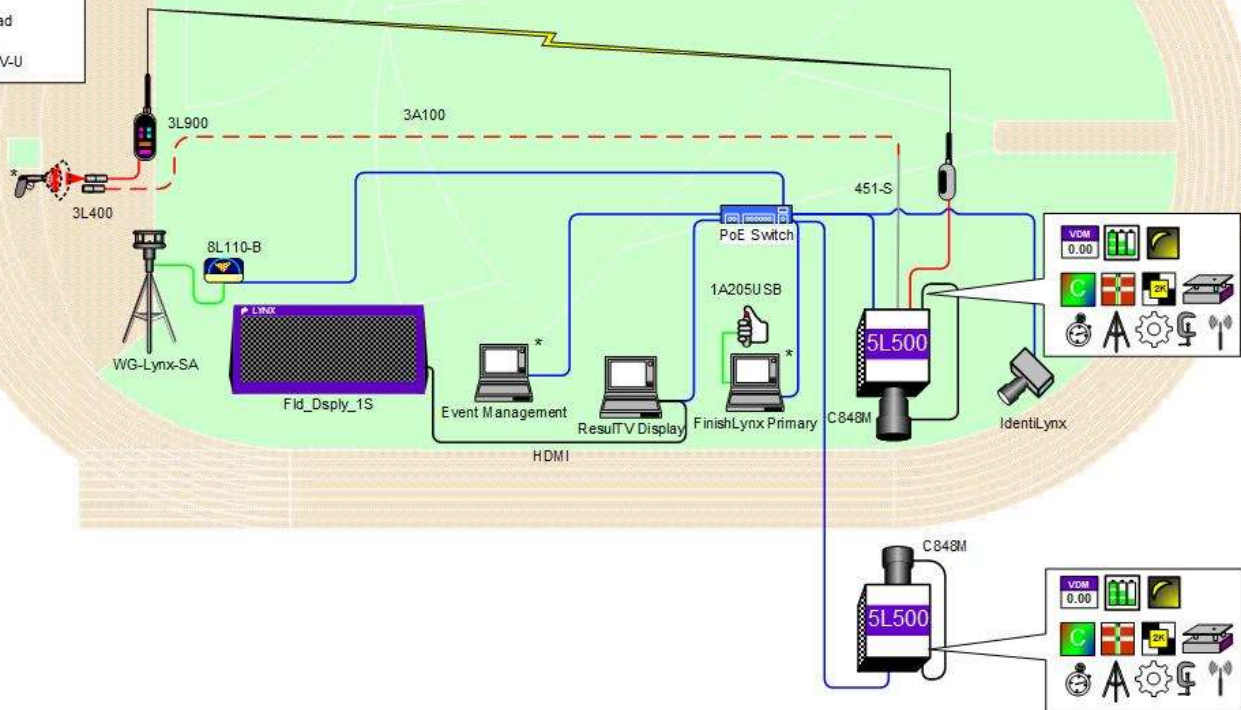 ad
V-U
3L900
3A100
*
3L400
451-S
PoE Switch
8L110-B
VDM
0.00
1A205USB
C
2K
LYNX
5L500
WG-Lynx-SA
*
*
Fld_Dsply_1S
Event Management
ResulTV Display
FinishLynx Primary
C848M
IdentiLynx
HDMI
C848M
VDM
0.00
5L500
C
2K